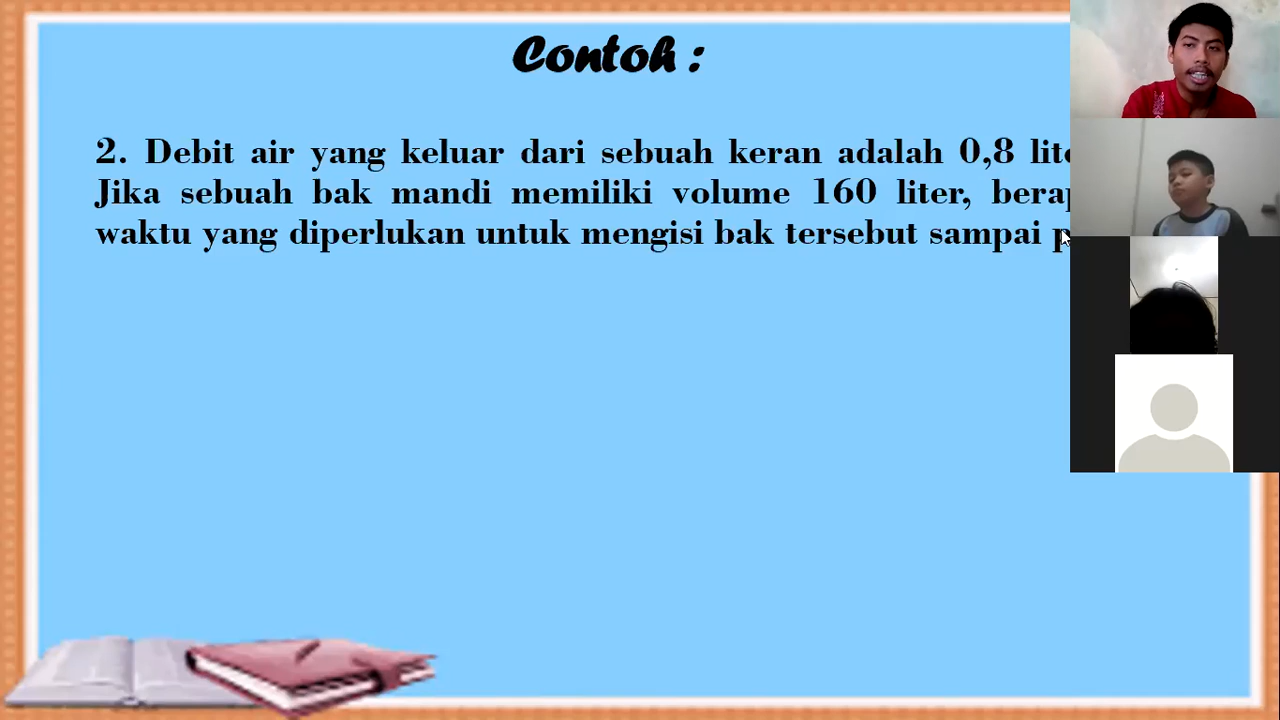 Contoh :
2. Debit air yang keluar dari sebuah keran adalah 0,8
Jika sebuah bak mandi memiliki volume 160 liter,
waktu yang diperlukan untuk mengisi bak tersebut sampai